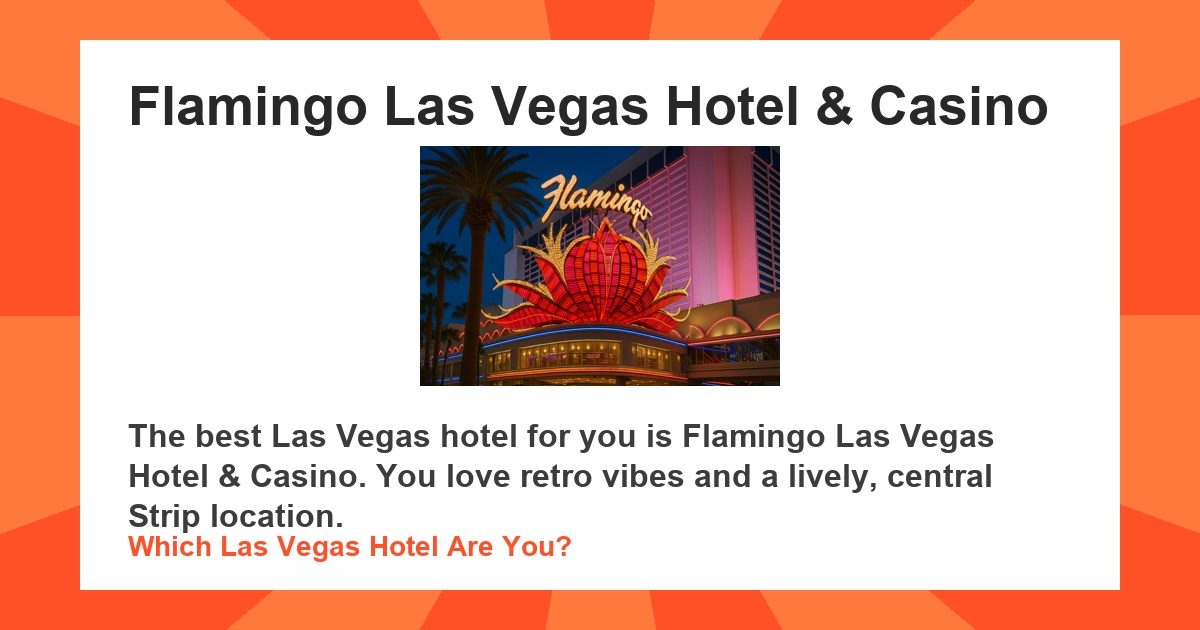 Flamingo Las Vegas Hotel & Casino
Flamingo
The best Las Vegas hotel for you is Flamingo Las Vegas
Hotel & Casino. You love retro vibes and a lively, central
Strip location.
Which Las Vegas Hotel Are You?